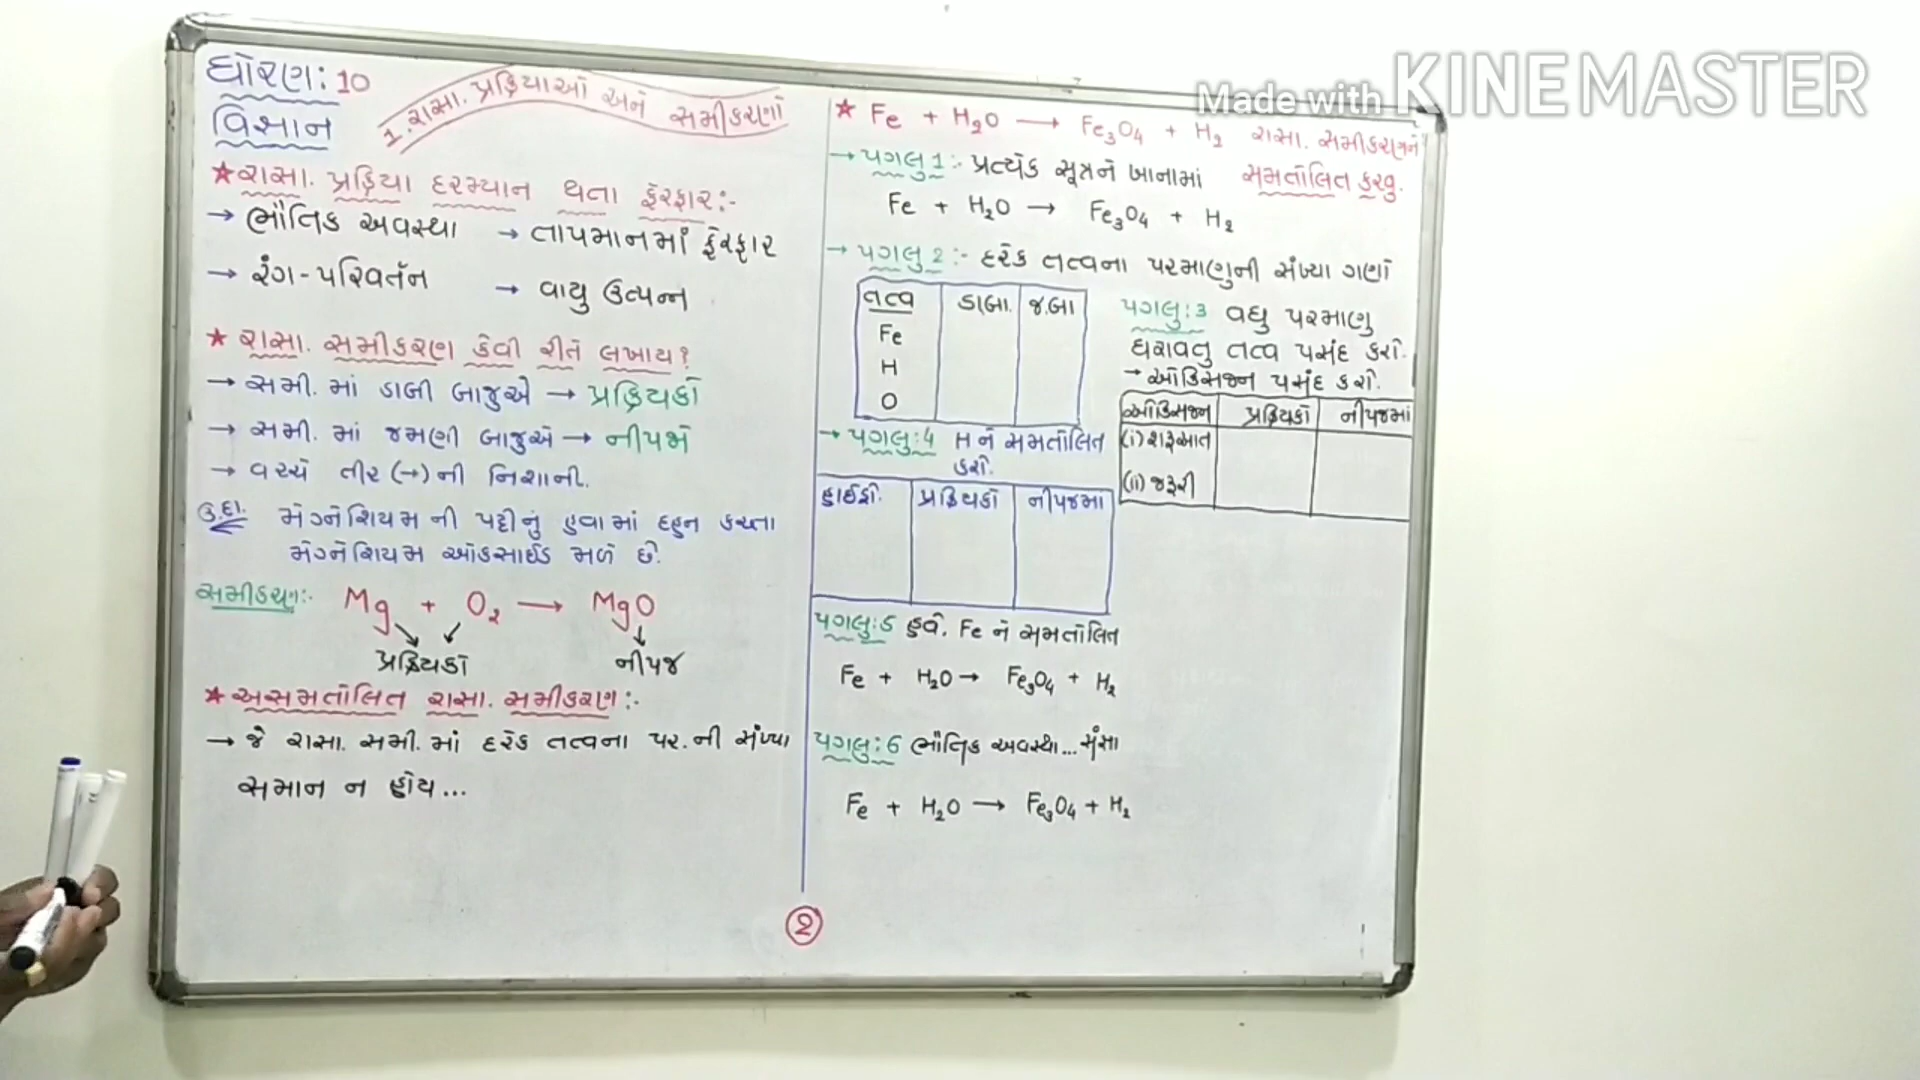 ધોરણ: 10
વિજ્ઞાન
1. રાસા. પ્રક્રિયાઓ અને સમીકરણો
★ રાસા. પ્રક્રિયા દરમ્યાન થતા ફેરફાર:-
→ ભૌતિક અવસ્થા → તાપમાનમાં ફેરફાર
→ રંગ-પરિવર્તન → વાયુ ઉત્પન્ન
★ રાસા. સમીકરણ કેવી રીતે લખાય?
→ સમી. માં ડાબી બાજુએ → પ્રક્રિયકો
→ સમી. માં જમણી બાજુએ → નીપજો
→ વચ્ચે તીર (→) ની નિશાની.
ઉ.દા. મેગ્નેશિયમ ની પટ્ટીનું હવામાં દહન કરતા
મેગ્નેશિયમ ઓક્સાઈડ મળે છે.
સમીકરણ:- Mg + O₂ → MgO
પ્રક્રિયકો નીપજ
★ અસમતોલિત રાસા. સમીકરણ:-
→ જે રાસા. સમી. માં દરેક તત્વના પર. ની સંખ્યા
સમાન ન હોય...
★ Fe + H₂O → Fe₃O₄ + H₂ રાસા. સમીકરણને
સમતોલિત કરવુ.
→ પગલુ 1:- પ્રત્યેક સૂત્રને ખાનામાં
Fe + H₂O → Fe₃O₄ + H₂
→ પગલુ 2:- દરેક તત્વના પરમાણુની સંખ્યા ગણો
તત્વ ડાબા. જ.બા
Fe
H
O
પગલુ:3 વધુ પરમાણુ
ધરાવતુ તત્વ પસંદ કરો.
→ ઓક્સિજન પસંદ કરો.
ઓક્સિજન પ્રક્રિયકો નીપજમાં
(i) શરૂઆત
(ii) જરૂરી
→ પગલુ:4 H ને સમતોલિત
કરો.
હાઈડ્રો. પ્રક્રિયકો નીપજમા
પગલુ:5 હવે. Fe ને સમતોલિત
Fe + H₂O → Fe₃O₄ + H₂
પગલુ:6 ભૌતિક અવસ્થા...સંજ્ઞા
Fe + H₂O → Fe₃O₄ + H₂
2
Made with KINEMASTER